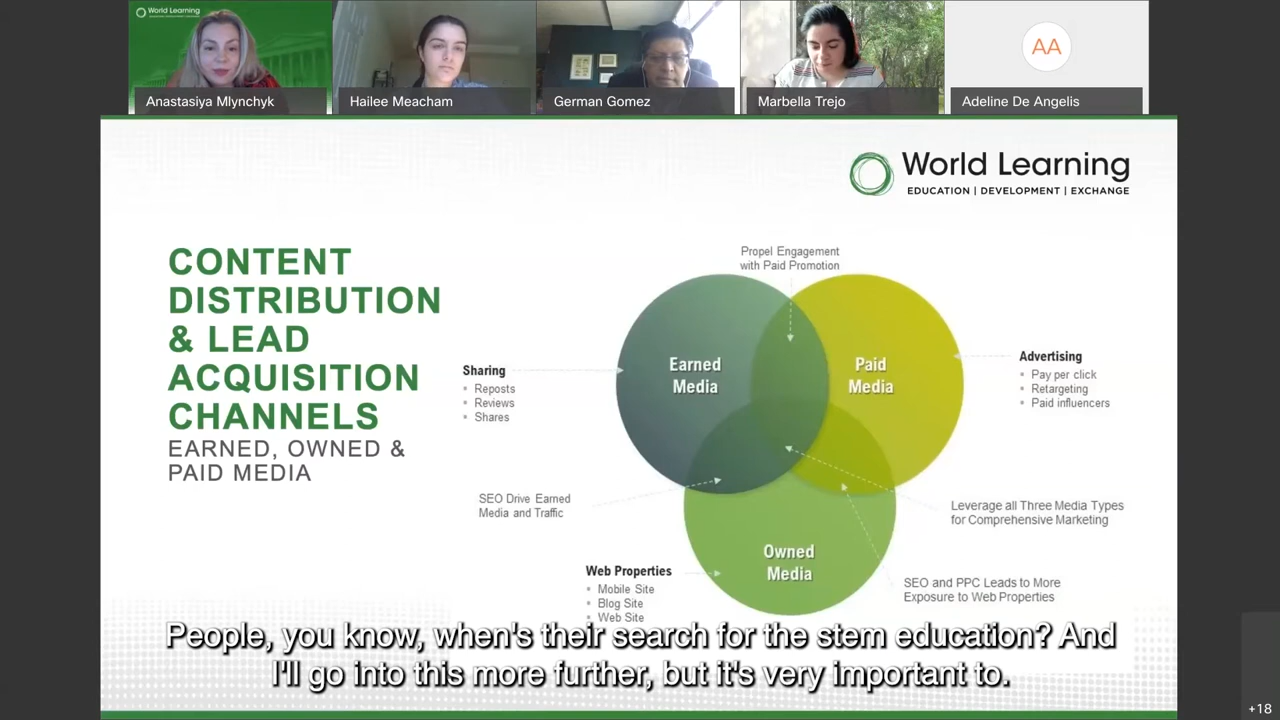 World Learning
Anastasiya Mlynchyk
Hailee Meacham
German Gomez
Marbella Trejo
AA
Adeline De Angelis
World Learning
EDUCATION | DEVELOPMENT | EXCHANGE
CONTENT
DISTRIBUTION
& LEAD
ACQUISITION
CHANNELS
EARNED, OWNED &
PAID MEDIA
Propel Engagement
with Paid Promotion
Earned
Media
Paid
Media
Sharing
• Reposts
• Reviews
• Shares
Advertising
• Pay per click
• Retargeting
• Paid influencers
SEO Drive Earned
Media and Traffic
Leverage all Three Media Types
for Comprehensive Marketing
Owned
Media
Web Properties
• Mobile Site
• Blog Site
• Web Site
SEO and PPC Leads to More
Exposure to Web Properties
People, you know, when's their search for the stem education? And
I'll go into this more further, but it's very important to.
+18